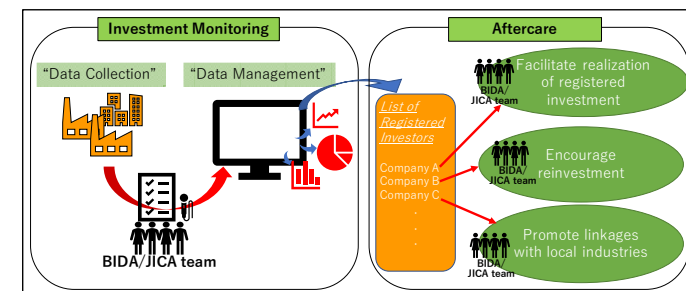 Investment Monitoring
“Data Collection”
“Data Management”
BIDA/JICA team
Aftercare
List of
Registered
Investors
Company A
Company B
Company C
.
.
.
BIDA/
JICA team
Facilitate realization
of registered
investment
BIDA/
JICA team
Encourage
reinvestment
BIDA/
JICA team
Promote linkages
with local industries